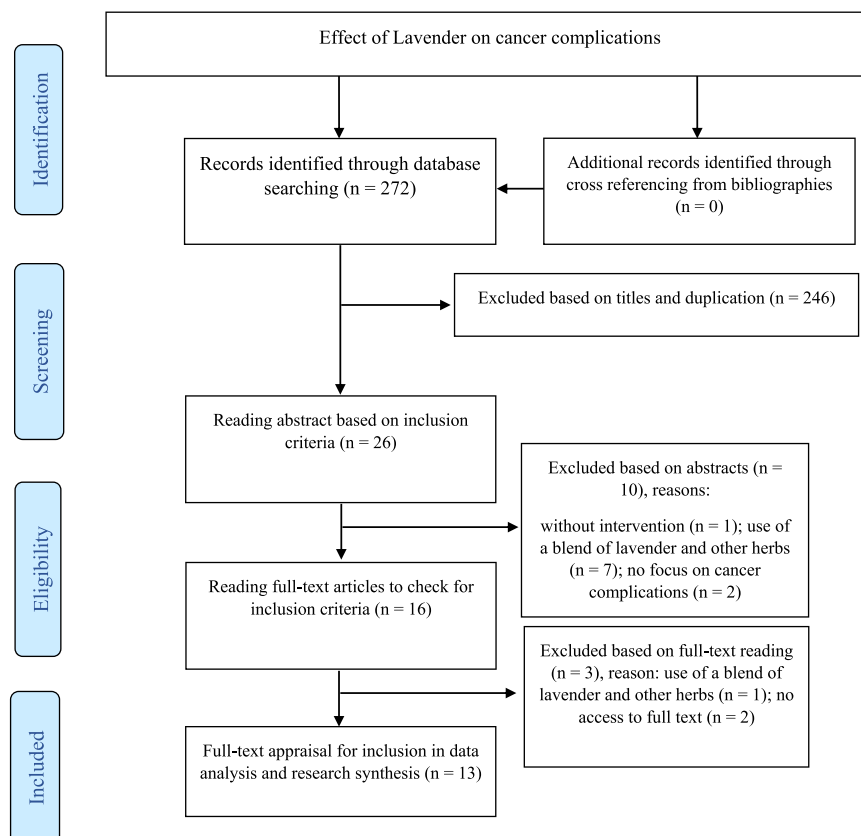 Effect of Lavender on cancer complications
Identification
Records identified through database
searching (n = 272)
Additional records identified through
cross referencing from bibliographies
(n = 0)
Screening
Excluded based on titles and duplication (n = 246)
Reading abstract based on inclusion
criteria (n = 26)
Excluded based on abstracts (n =
10), reasons:
without intervention (n = 1); use of
a blend of lavender and other herbs
(n = 7); no focus on cancer
complications (n = 2)
Eligibility
Reading full-text articles to check for
inclusion criteria (n = 16)
Excluded based on full-text reading
(n = 3), reason: use of a blend of
lavender and other herbs (n = 1); no
access to full text (n = 2)
Included
Full-text appraisal for inclusion in data
analysis and research synthesis (n = 13)